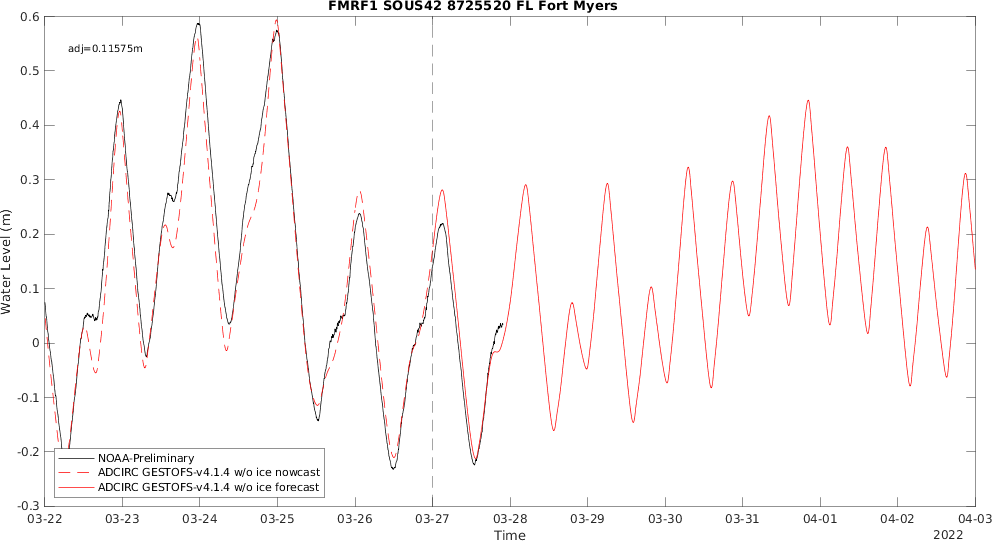 FMRF1 SOUS42 8725520 FL Fort Myers
0.6
adj=0.11575m
0.5
0.4
0.3
0.2
0.1
0
-0.1
-0.2
-0.3
Water Level (m)
NOAA-Preliminary
ADCIRC GESTOFS-v4.1.4 w/o ice nowcast
ADCIRC GESTOFS-v4.1.4 w/o ice forecast
03-22 03-23 03-24 03-25 03-26 03-27 03-28 03-29 03-30 03-31 04-01 04-02 04-03
Time
2022